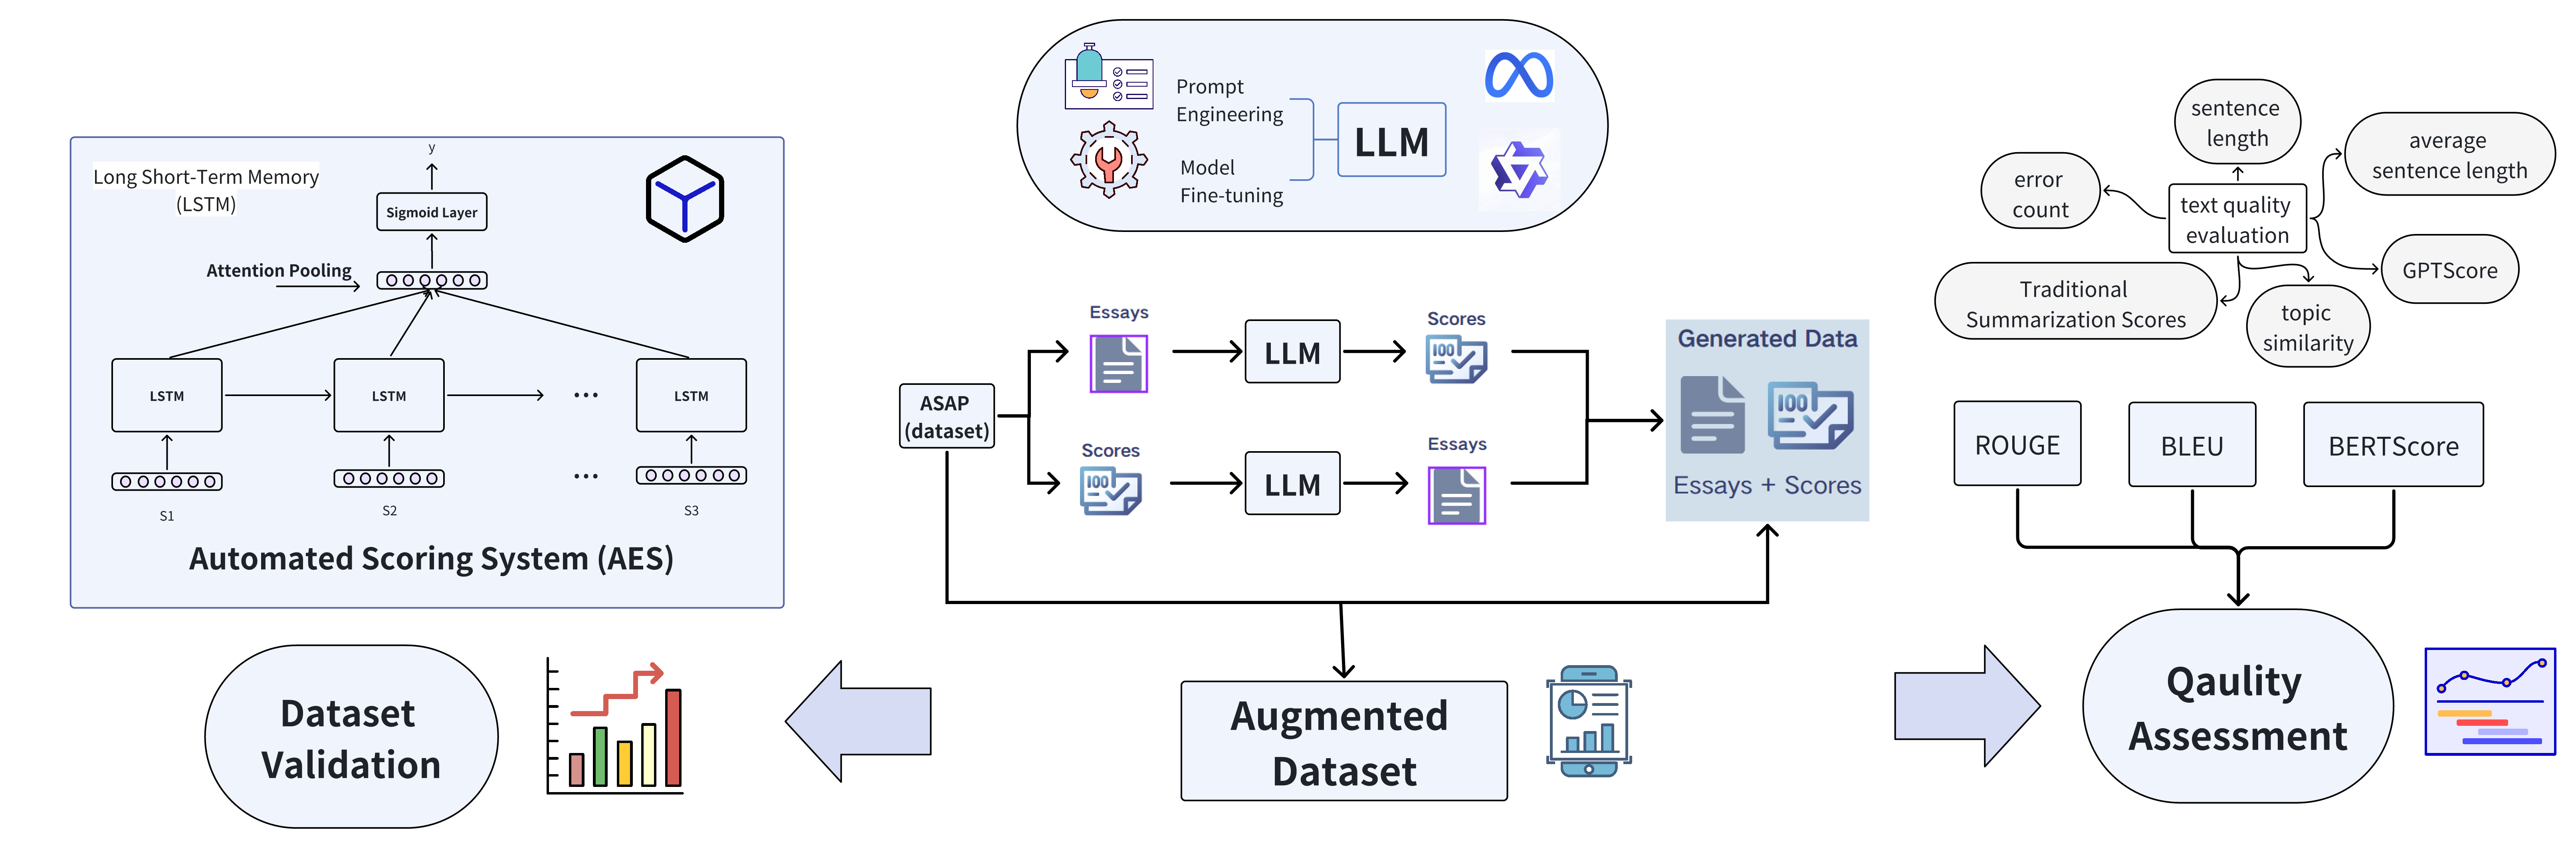 Long Short-Term Memory
(LSTM)
y
Sigmoid Layer
Attention Pooling
LSTM
LSTM
...
LSTM
...
S1
S2
S3
Automated Scoring System (AES)
Dataset
Validation
Prompt
Engineering
Model
Fine-tuning
LLM
ASAP
(dataset)
Essays
LLM
Scores
100
Scores
100
LLM
Essays
Generated Data
100
Essays + Scores
Augmented
Dataset
sentence
length
average
sentence length
error
count
text quality
evaluation
GPTScore
Traditional
Summarization Scores
topic
similarity
ROUGE
BLEU
BERTScore
Qaulity
Assessment